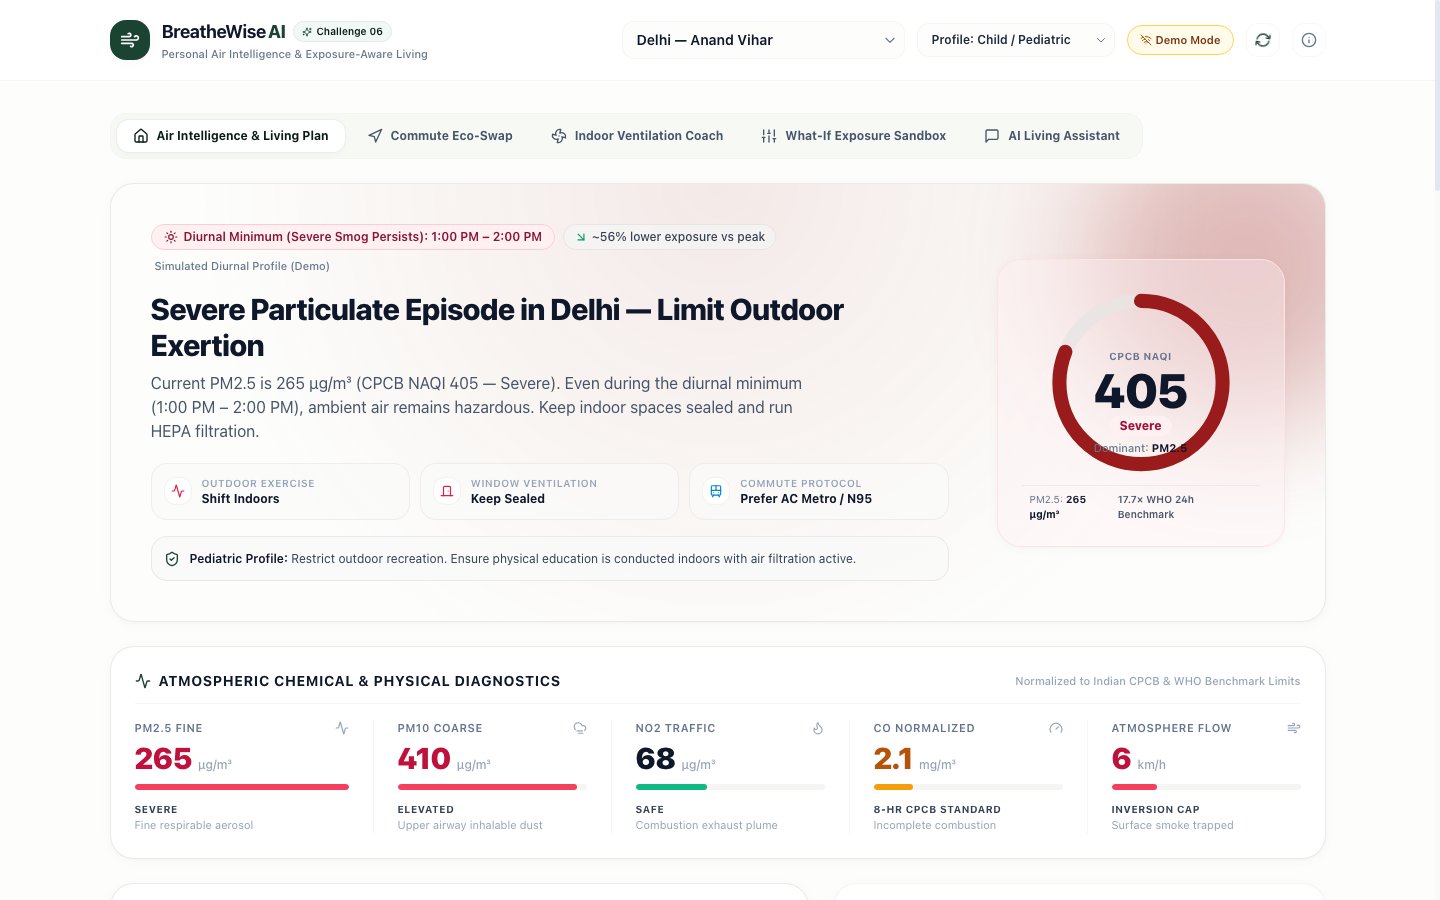 BreatheWise AI
Challenge 06
Personal Air Intelligence & Exposure-Aware Living
Delhi — Anand Vihar
Profile: Child / Pediatric
Demo Mode
Air Intelligence & Living Plan
Commute Eco-Swap
Indoor Ventilation Coach
What-If Exposure Sandbox
AI Living Assistant
Diurnal Minimum (Severe Smog Persists): 1:00 PM – 2:00 PM
~56% lower exposure vs peak
Simulated Diurnal Profile (Demo)
Severe Particulate Episode in Delhi — Limit Outdoor
Exertion
Current PM2.5 is 265 µg/m³ (CPCB NAQI 405 — Severe). Even during the diurnal minimum
(1:00 PM – 2:00 PM), ambient air remains hazardous. Keep indoor spaces sealed and run
HEPA filtration.
OUTDOOR EXERCISE
Shift Indoors
WINDOW VENTILATION
Keep Sealed
COMMUTE PROTOCOL
Prefer AC Metro / N95
Pediatric Profile: Restrict outdoor recreation. Ensure physical education is conducted indoors with air filtration active.
CPCB NAQI
405
Severe
Dominant: PM2.5
PM2.5: 265
µg/m³
17.7× WHO 24h
Benchmark
ATMOSPHERIC CHEMICAL & PHYSICAL DIAGNOSTICS
Normalized to Indian CPCB & WHO Benchmark Limits
PM2.5 FINE
265 µg/m³
SEVERE
Fine respirable aerosol
PM10 COARSE
410 µg/m³
ELEVATED
Upper airway inhalable dust
NO2 TRAFFIC
68 µg/m³
SAFE
Combustion exhaust plume
CO NORMALIZED
2.1 mg/m³
8-HR CPCB STANDARD
Incomplete combustion
ATMOSPHERE FLOW
6 km/h
INVERSION CAP
Surface smoke trapped